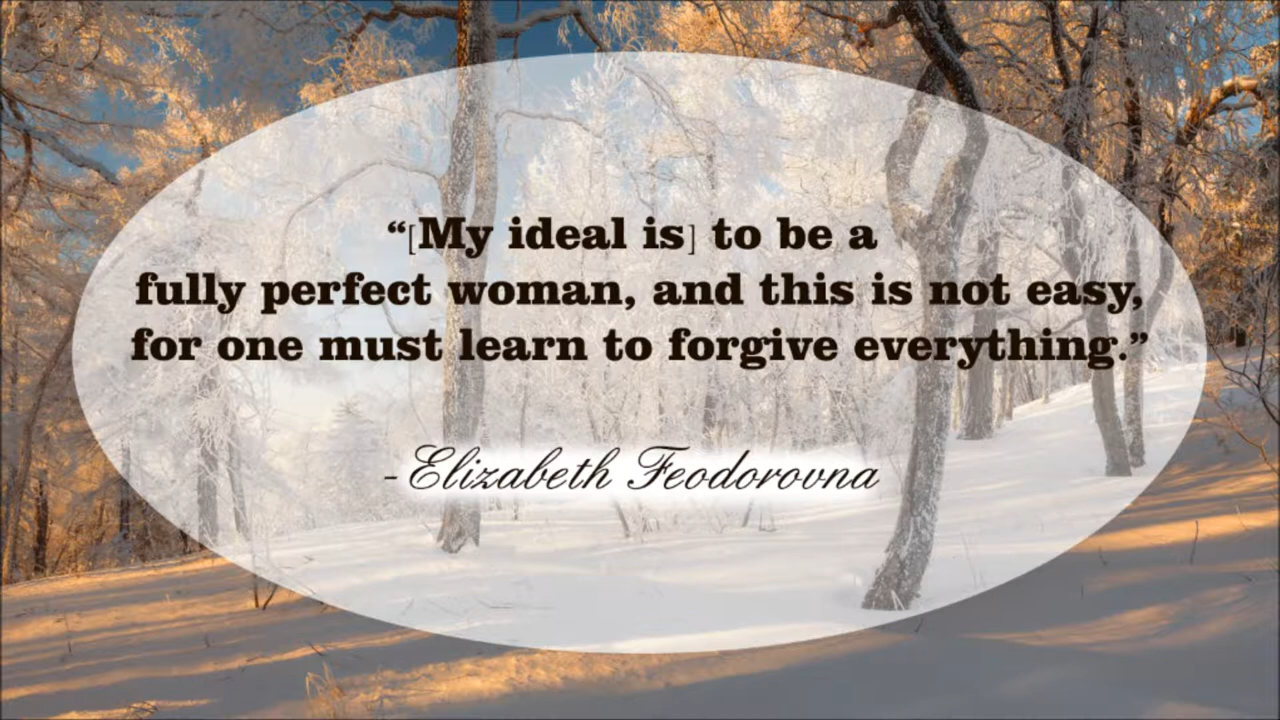 “[My ideal is] to be a
fully perfect woman, and this is not easy,
for one must learn to forgive everything.”
-Elizabeth Feodorovna